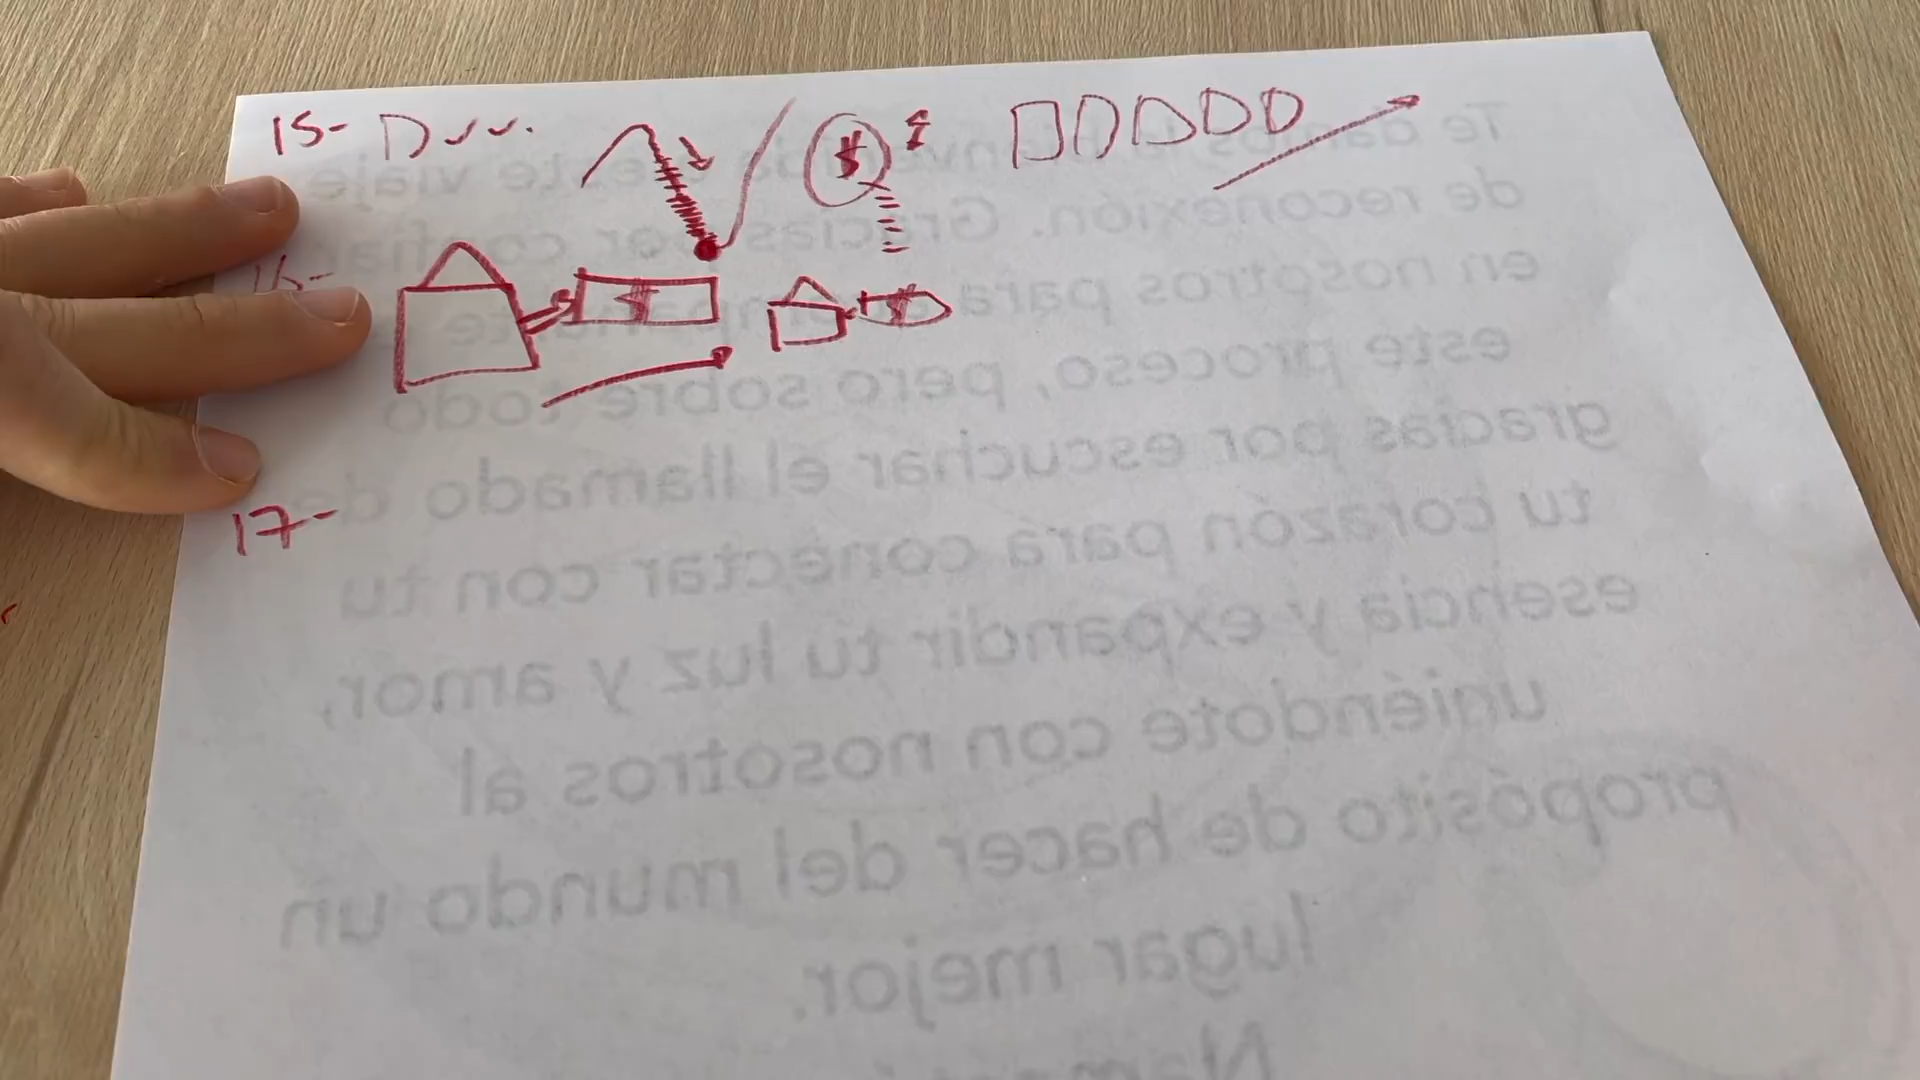 15-
16-
17-
Te damos la bienvenida a este viaje
de reconexión. Gracias por confiar
en nosotros para
este proceso, pero sobre todo
gracias por escuchar el llamado de
tu corazón para conectar con tu
esencia y expandir tu luz y amor,
uniéndote con nosotros al
propósito de hacer del mundo un
lugar mejor.